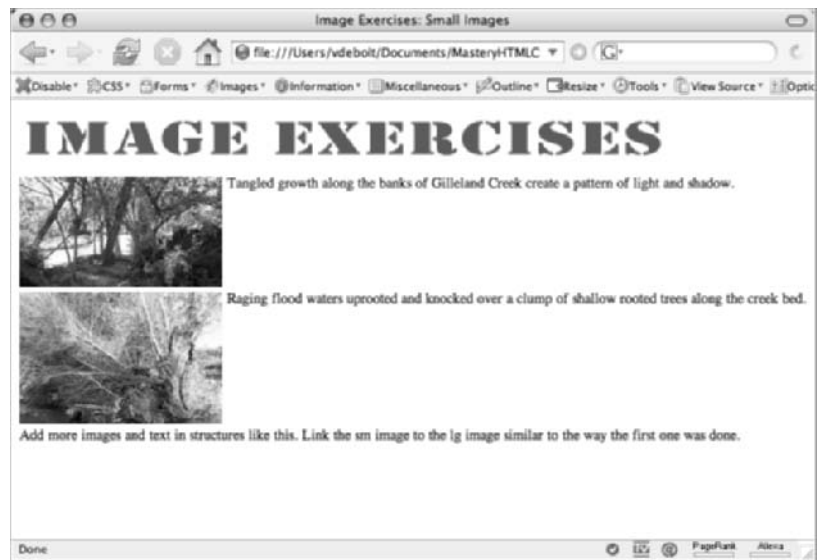 Image Exercises: Small Images
file:///Users/vdebolt/Documents/MasteryHTMLC
G
Disable CSS Forms Images Information Miscellaneous Outline Resize Tools View Source Optio
IMAGE EXERCISES
Tangled growth along the banks of Gilleland Creek create a pattern of light and shadow.
Raging flood waters uprooted and knocked over a clump of shallow rooted trees along the creek bed.
Add more images and text in structures like this. Link the sm image to the lg image similar to the way the first one was done.
Done PageRank Alexa